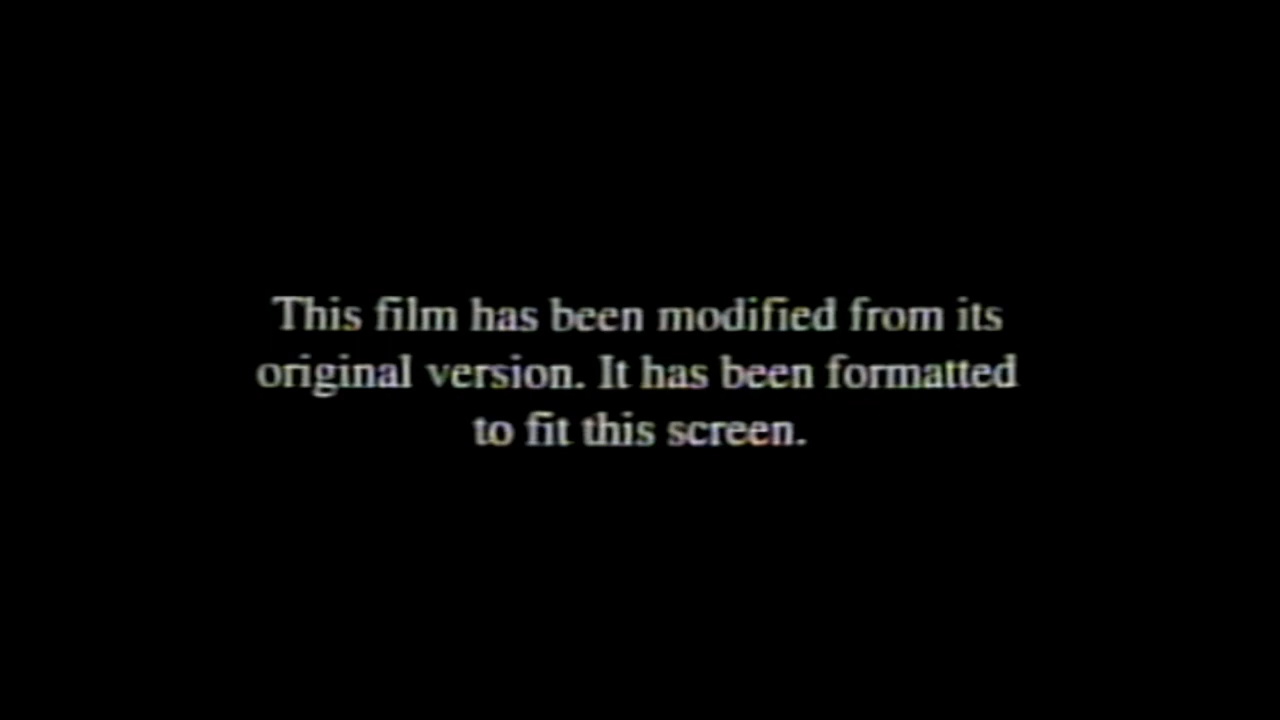 This film has been modified from its
original version. It has been formatted
to fit this screen.